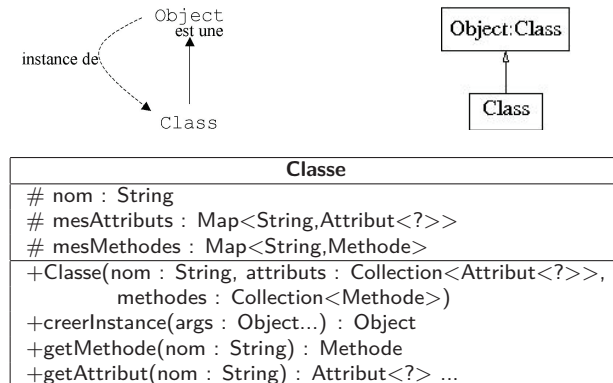 Object
est une
instance de
Class
Object:Class
Class
Classe
# nom : String
# mesAttributs : Map<String,Attribut<?>>
# mesMethodes : Map<String,Methode>
+Classe(nom : String, attributs : Collection<Attribut<?>>,
methodes : Collection<Methode>)
+creerInstance(args : Object...) : Object
+getMethode(nom : String) : Methode
+getAttribut(nom : String) : Attribut<?> ...